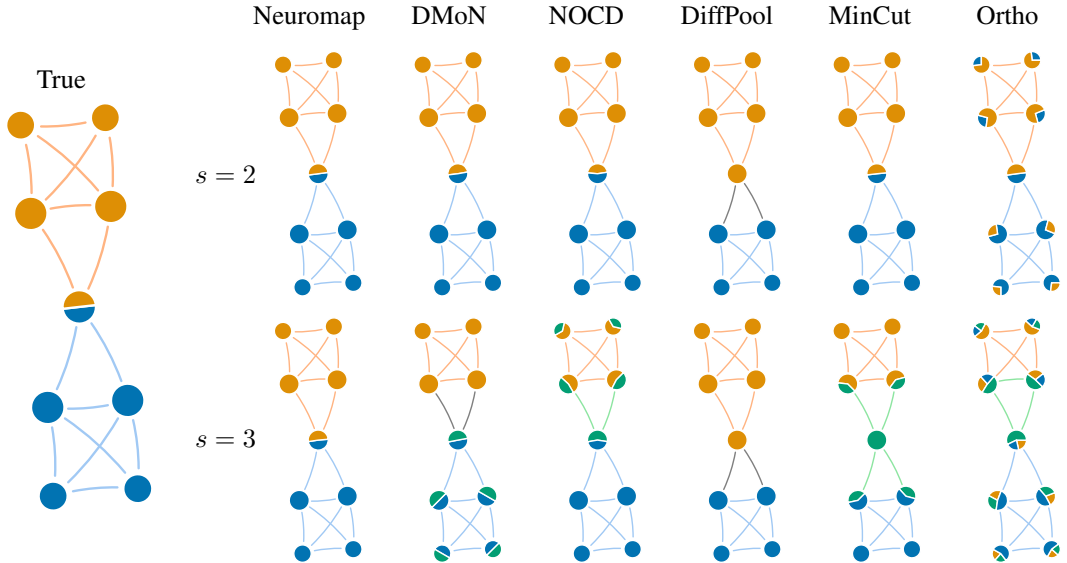 Neuromap DMoN NOCD DiffPool MinCut Ortho
True
s = 2
s = 3